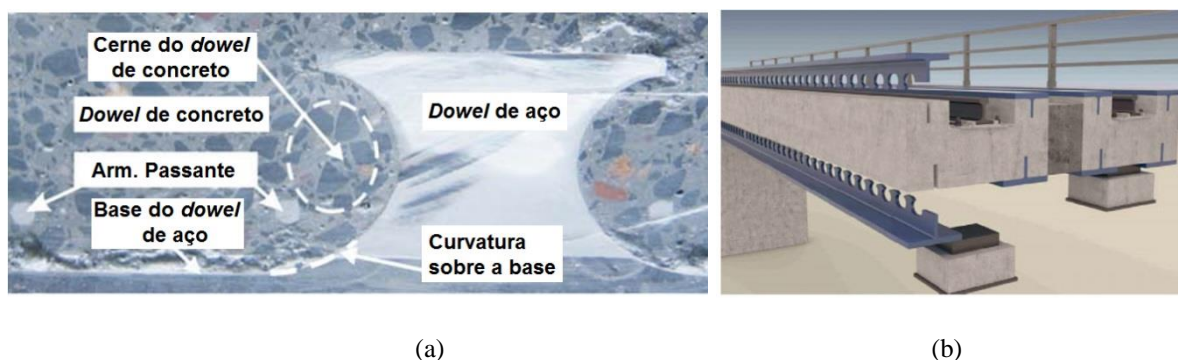 Cerne do dowel
de concreto
Dowel de concreto
Dowel de aço
Arm. Passante
Base do dowel
de aço
Curvatura
sobre a base
(a)
(b)